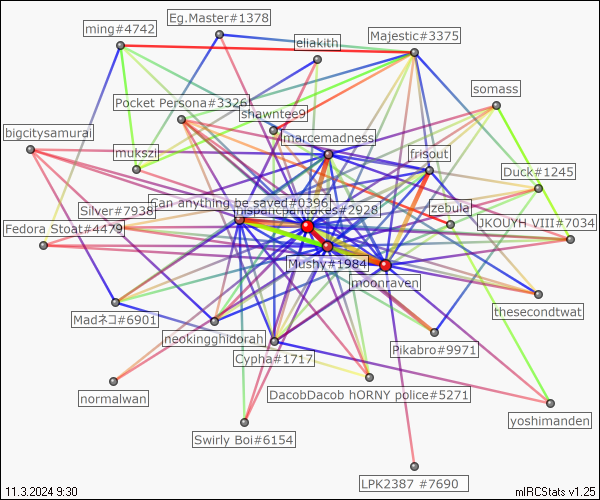 Eg.Master#1378
ming#4742
Majestic#3375
eliakith
somass
Pocket Persona#3326
shawntee9
bigcitysamurai
marcemadness
mukszi
frisout
Duck#1245
Can anything be saved#0396
Silver#7938
#2928
zebula
JKOUYH VIII#7034
Fedora Stoat#4479
Mushy#1984
moonraven
Madネコ#6901
thesecondtwat
neokingghidorah
Pikabro#9971
Cypha#1717
DacobDacob hORNY police#5271
normalwan
yoshimanden
Swirly Boi#6154
LPK2387 #7690
11.3.2024 9:30
mIRCStats v1.25